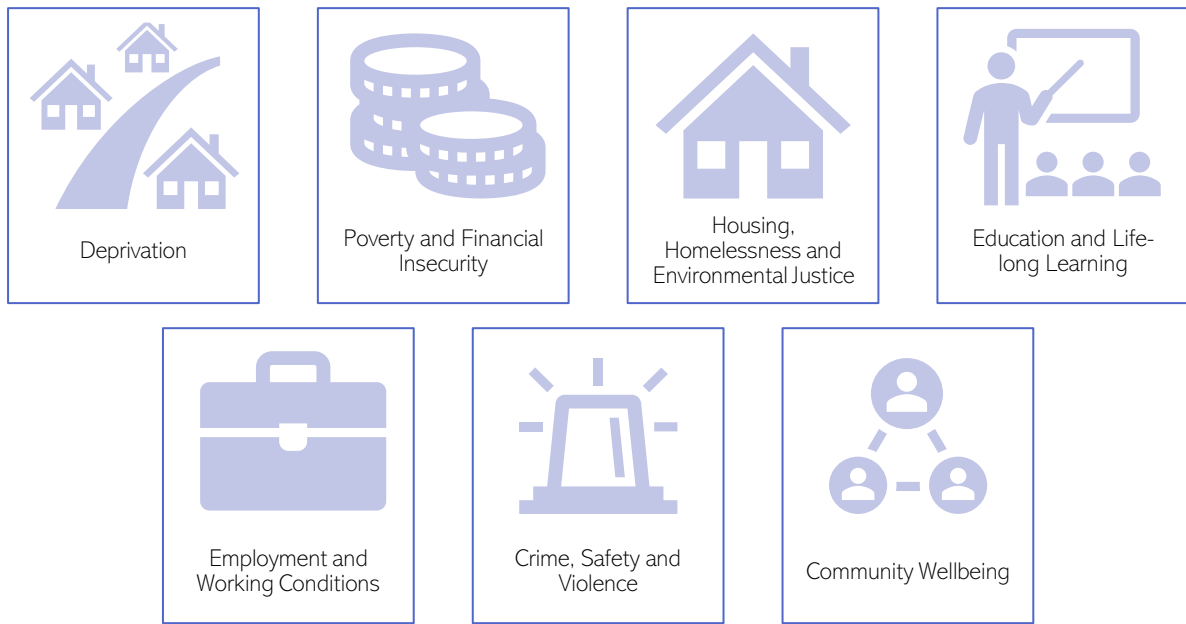 Deprivation
Poverty and Financial
Insecurity
Housing,
Homelessness and
Environmental Justice
Education and Life-
long Learning
Employment and
Working Conditions
Crime, Safety and
Violence
Community Wellbeing